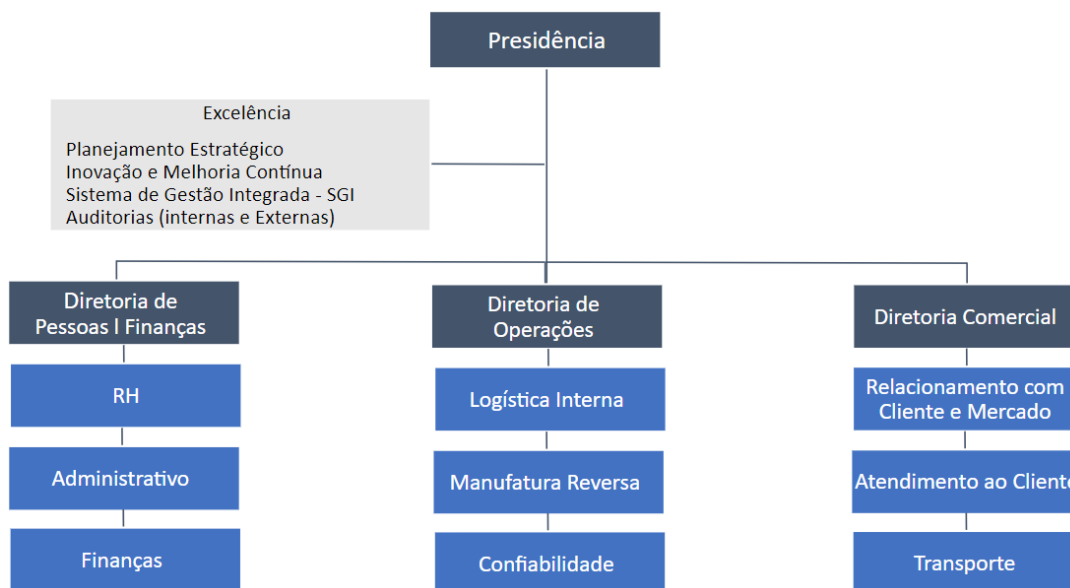 Presidência
Excelência
Planejamento Estratégico
Inovação e Melhoria Contínua
Sistema de Gestão Integrada - SGI
Auditorias (internas e Externas)
Diretoria de
Pessoas l Finanças
RH
Administrativo
Finanças
Diretoria de
Operações
Logística Interna
Manufatura Reversa
Confiabilidade
Diretoria Comercial
Relacionamento com
Cliente e Mercado
Atendimento ao Cliente
Transporte